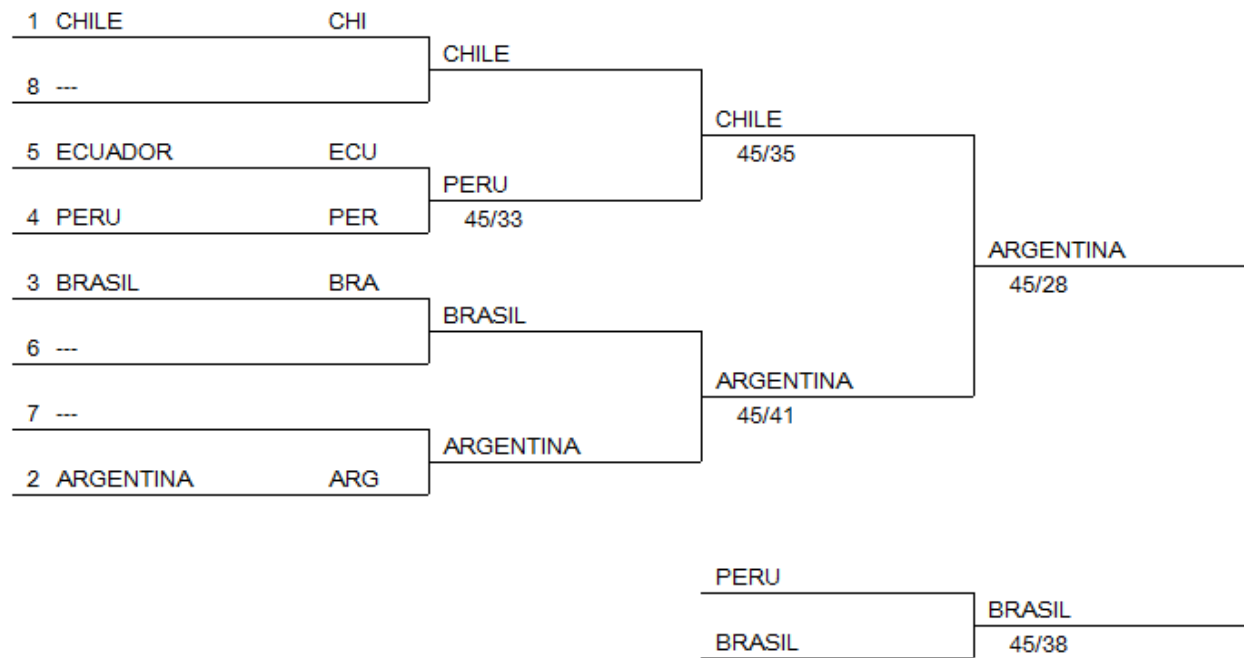 1 CHILE CHI
CHILE
8 ---
CHILE
45/35
5 ECUADOR ECU
PERU
45/33
4 PERU PER
ARGENTINA
45/28
3 BRASIL BRA
BRASIL
6 ---
ARGENTINA
45/41
7 ---
ARGENTINA
2 ARGENTINA ARG
PERU
BRASIL
45/38
BRASIL